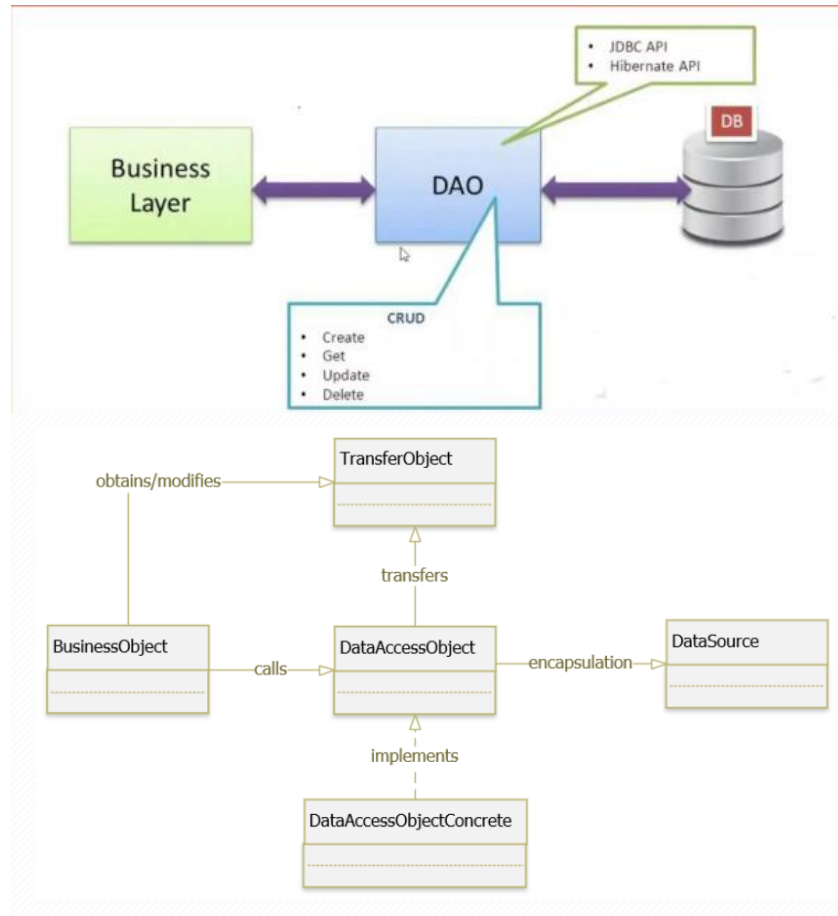 • JDBC API
• Hibernate API
DB
Business
Layer
DAO
CRUD
• Create
• Get
• Update
• Delete
TransferObject
obtains/modifies
transfers
BusinessObject
calls
DataAccessObject
encapsulation
DataSource
implements
DataAccessObjectConcrete